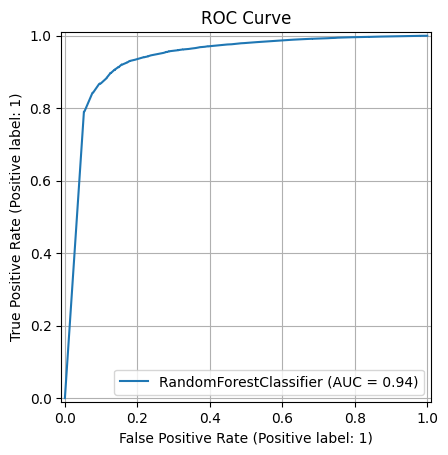 ROC Curve
True Positive Rate (Positive label: 1)
1.0
0.8
0.6
0.4
0.2
0.0
RandomForestClassifier (AUC = 0.94)
0.0 0.2 0.4 0.6 0.8 1.0
False Positive Rate (Positive label: 1)